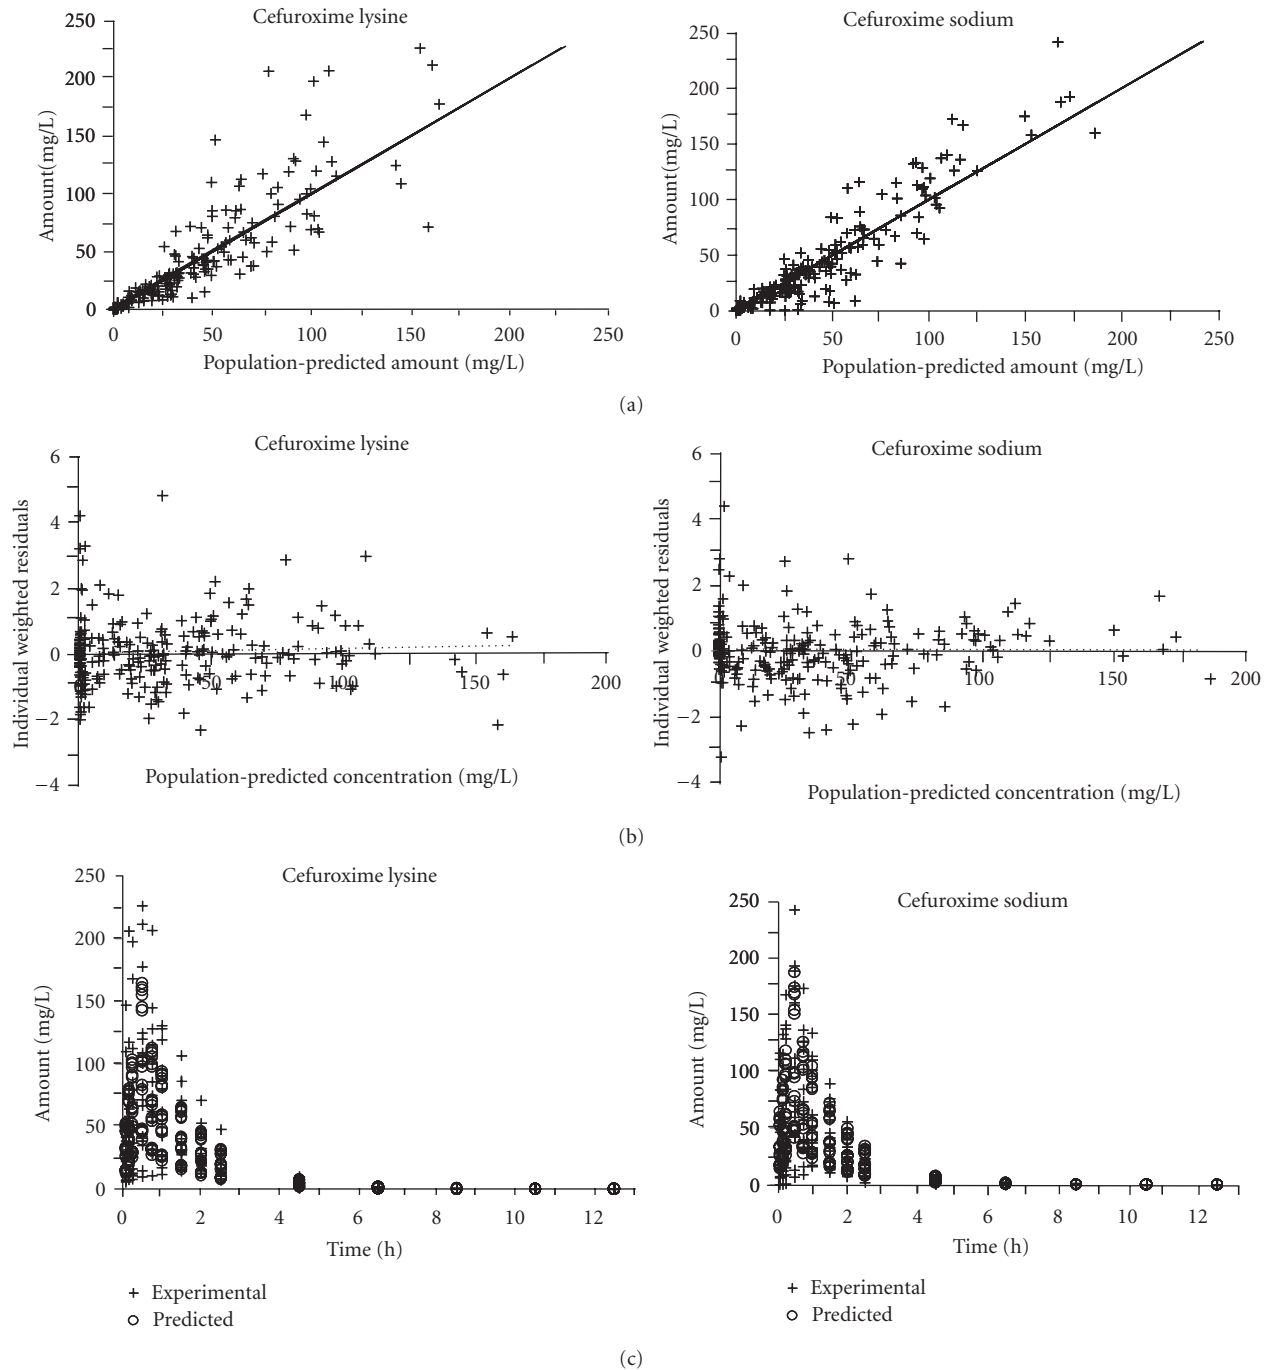 Cefuroxime lysine
250
200
150
100
50
0
Amount(mg/L)
0 50 100 150 200 250
Population-predicted amount (mg/L)
Cefuroxime sodium
250
200
150
100
50
0
Amount(mg/L)
0 50 100 150 200 250
Population-predicted amount (mg/L)
(a)
Cefuroxime lysine
6
4
2
0
−2
−4
Individual weighted residuals
50 100 150 200
Population-predicted concentration (mg/L)
Cefuroxime sodium
6
4
2
0
−2
−4
Individual weighted residuals
50 100 150 200
Population-predicted concentration (mg/L)
(b)
Cefuroxime lysine
250
200
150
100
50
0
Amount (mg/L)
0 2 4 6 8 10 12
Time (h)
Experimental
Predicted
Cefuroxime sodium
250
200
150
100
50
0
Amount (mg/L)
0 2 4 6 8 10 12
Time (h)
Experimental
Predicted
(c)